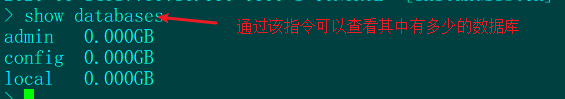 > show databases
通过该指令可以查看其中有多少的数据库
admin 0.000GB
config 0.000GB
local 0.000GB
>